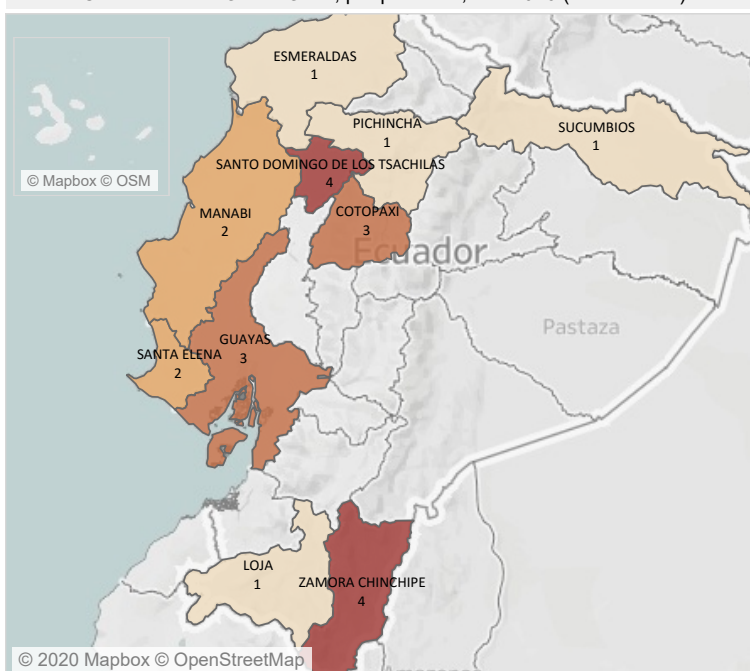 ESMERALDAS
1
PICHINCHA
1
SUCUMBIOS
1
© Mapbox © OSM
SANTO DOMINGO DE LOS TSACHILAS
4
MANABI
2
COTOPAXI
3
Ecuador
Pastaza
GUAYAS
3
SANTA ELENA
2
LOJA
1
ZAMORA CHINCHIPE
4
© 2020 Mapbox © OpenStreetMap